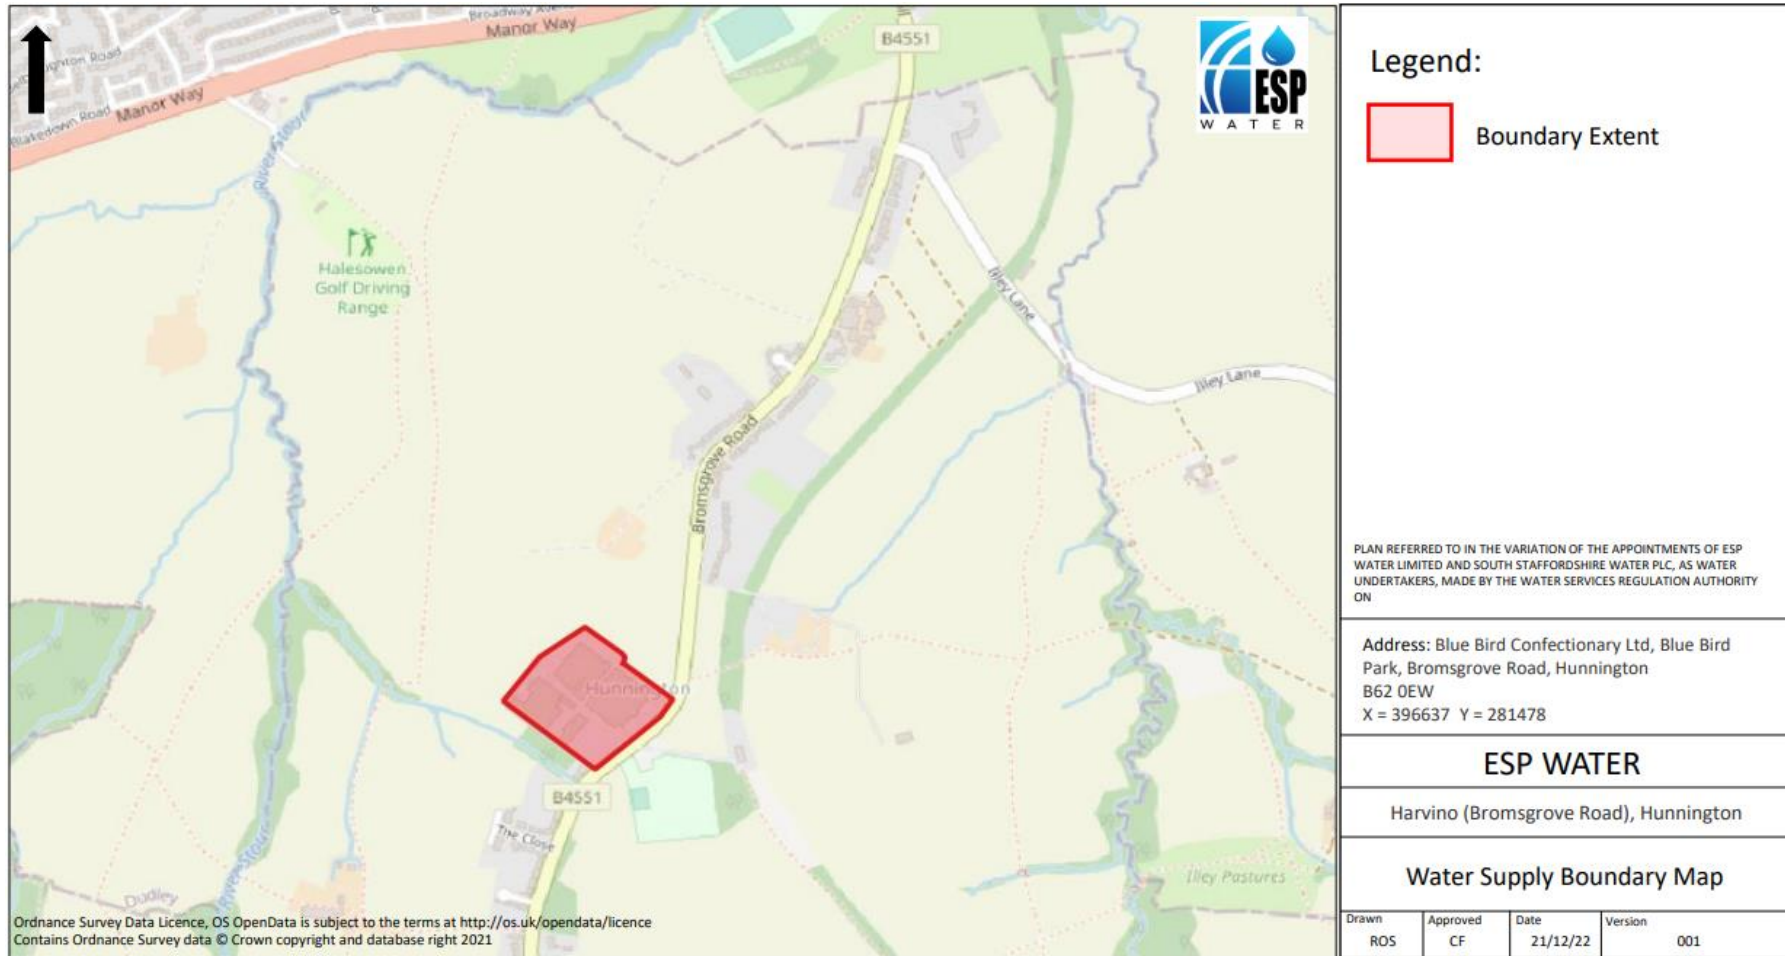 Broadway Ave
Manor Way
B4551
Blakedown Road
Manor Way
River Stour
ESP
WATER
Halesowen
Golf Driving
Range
Illey Lane
Illey Lane
Bromsgrove Road
Hunnington
B4551
The Close
River Stour
Dudley
Illey Pastures
Ordnance Survey Data Licence, OS OpenData is subject to the terms at http://os.uk/opendata/licence
Contains Ordnance Survey data © Crown copyright and database right 2021
Legend:
Boundary Extent
PLAN REFERRED TO IN THE VARIATION OF THE APPOINTMENTS OF ESP
WATER LIMITED AND SOUTH STAFFORDSHIRE WATER PLC, AS WATER
UNDERTAKERS, MADE BY THE WATER SERVICES REGULATION AUTHORITY
ON
Address: Blue Bird Confectionary Ltd, Blue Bird
Park, Bromsgrove Road, Hunnington
B62 0EW
X = 396637 Y = 281478
ESP WATER
Harvino (Bromsgrove Road), Hunnington
Water Supply Boundary Map
Drawn Approved Date Version
ROS CF 21/12/22 001